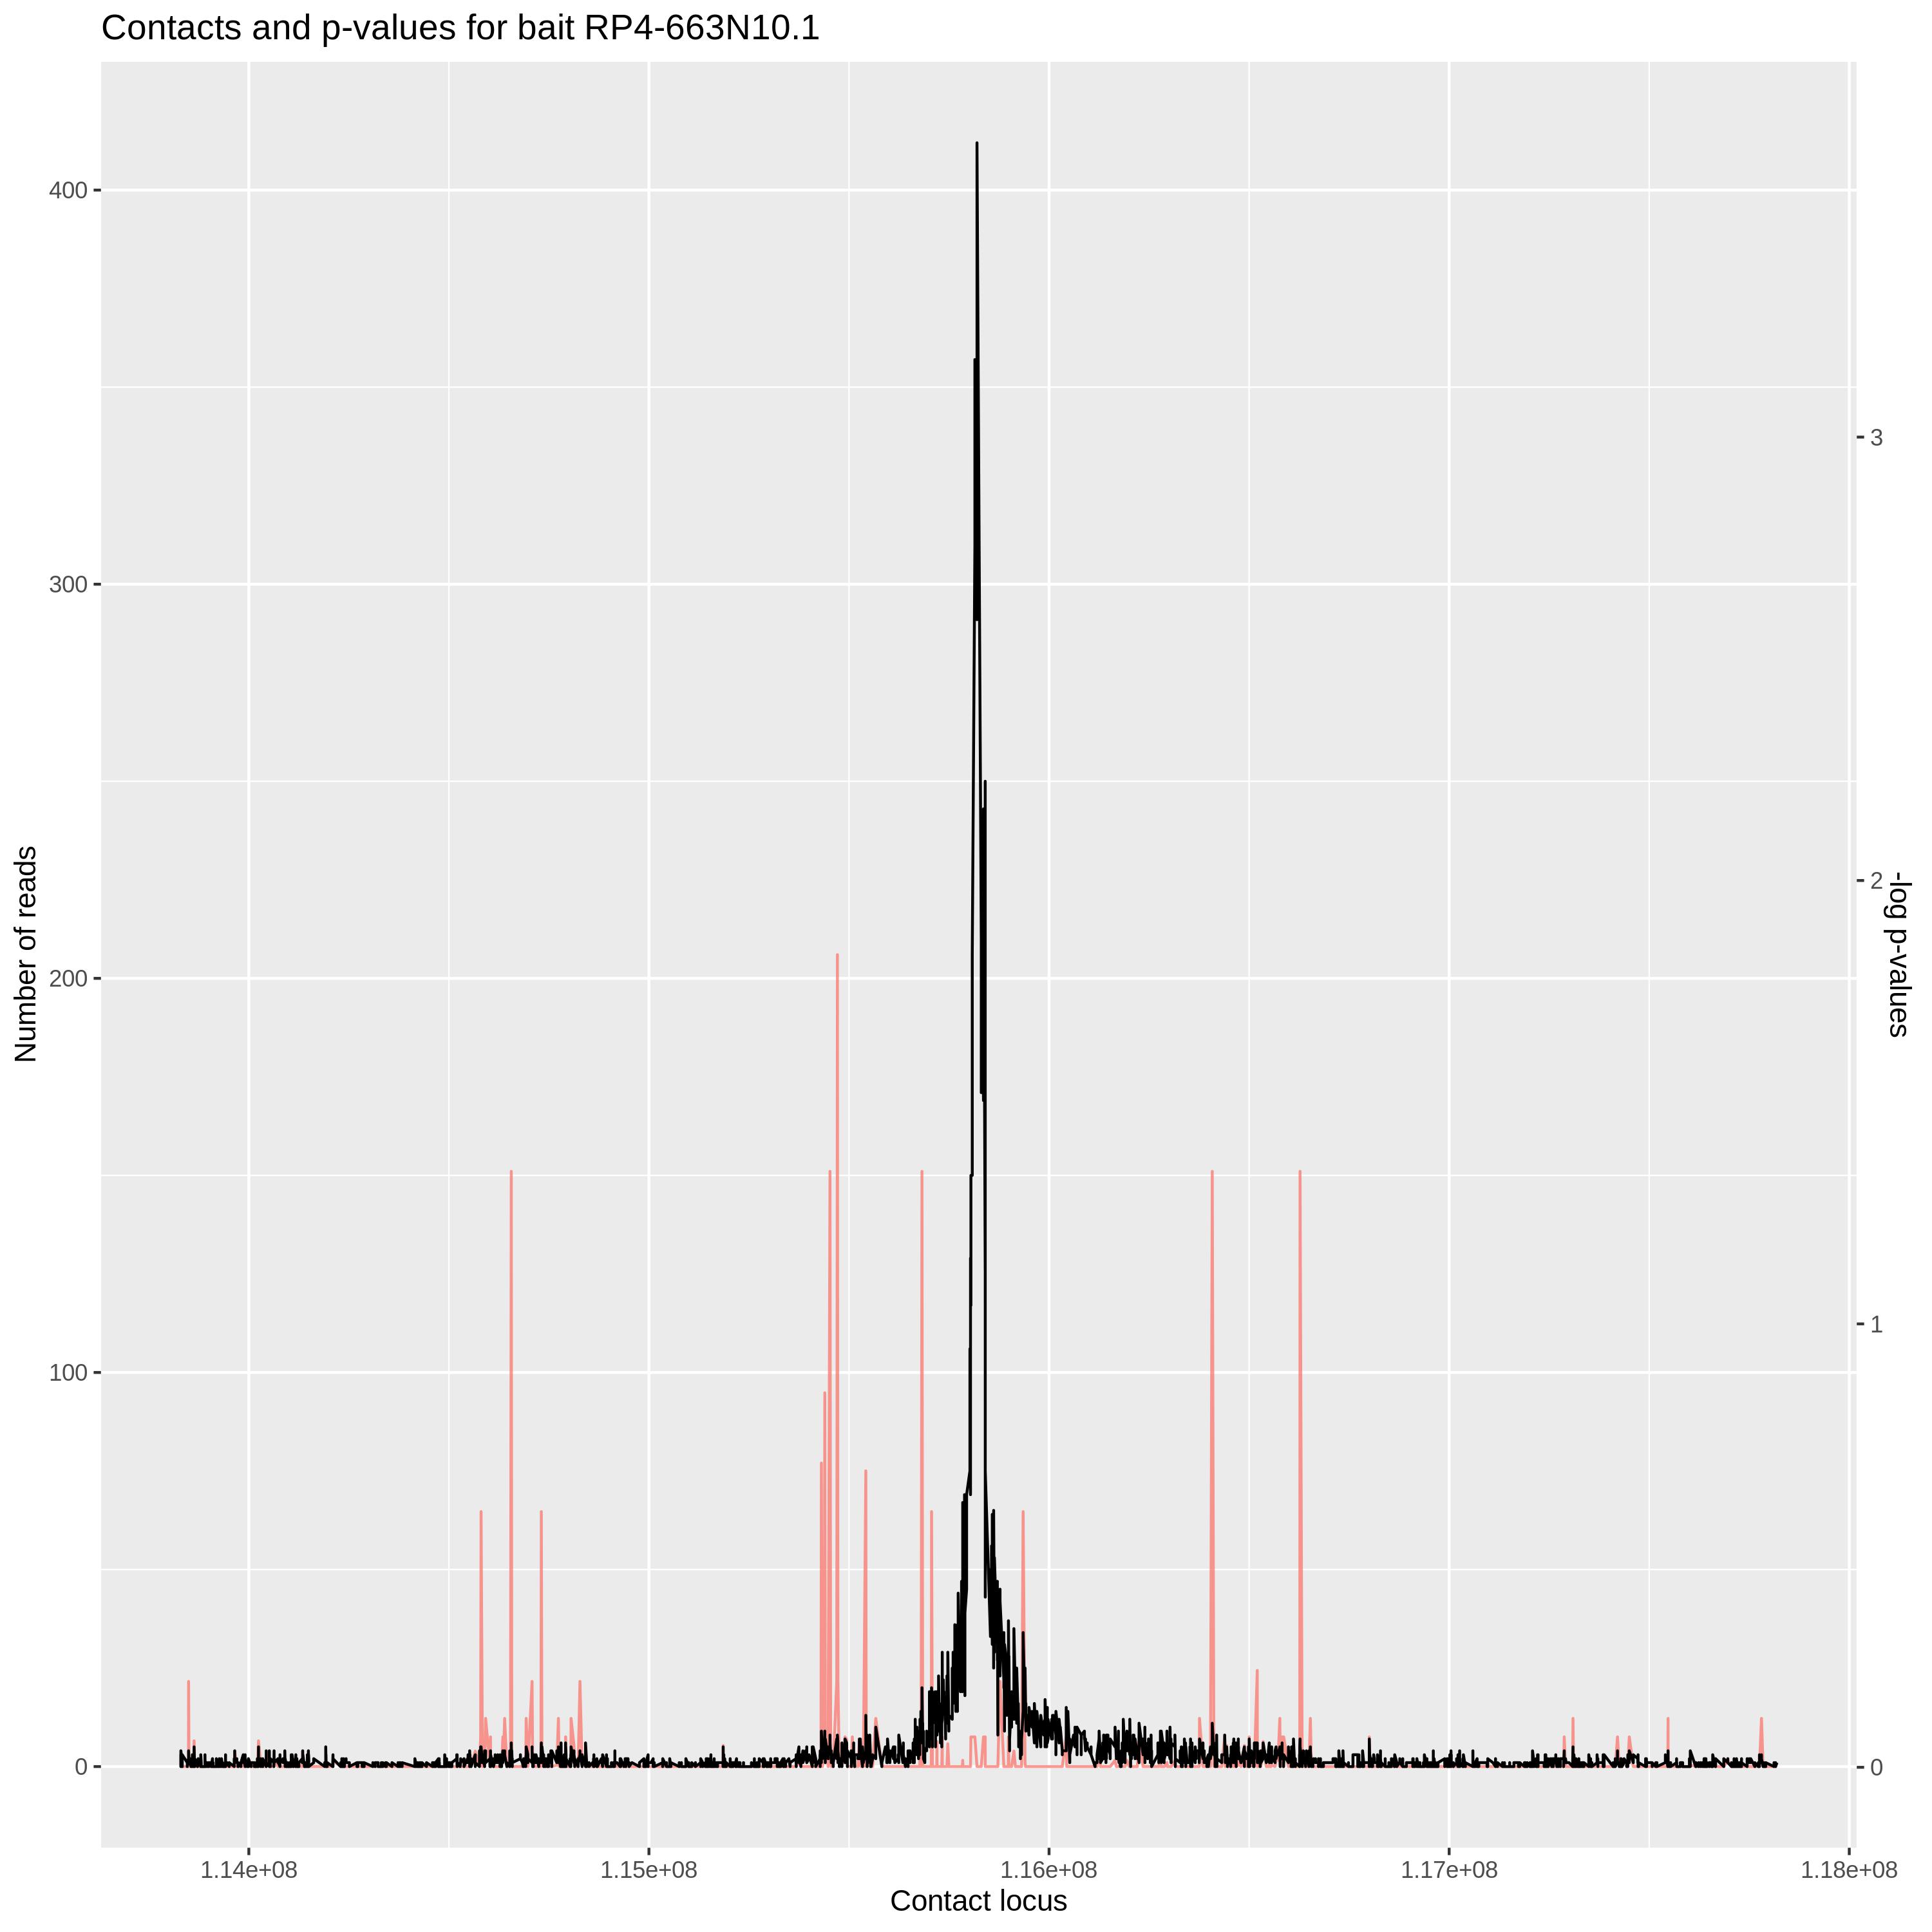 Contacts and p-values for bait RP4-663N10.1
400
300
200
100
0
Number of reads
3
2
1
0
-log p-values
1.14e+08
1.15e+08
1.16e+08
1.17e+08
1.18e+08
Contact locus